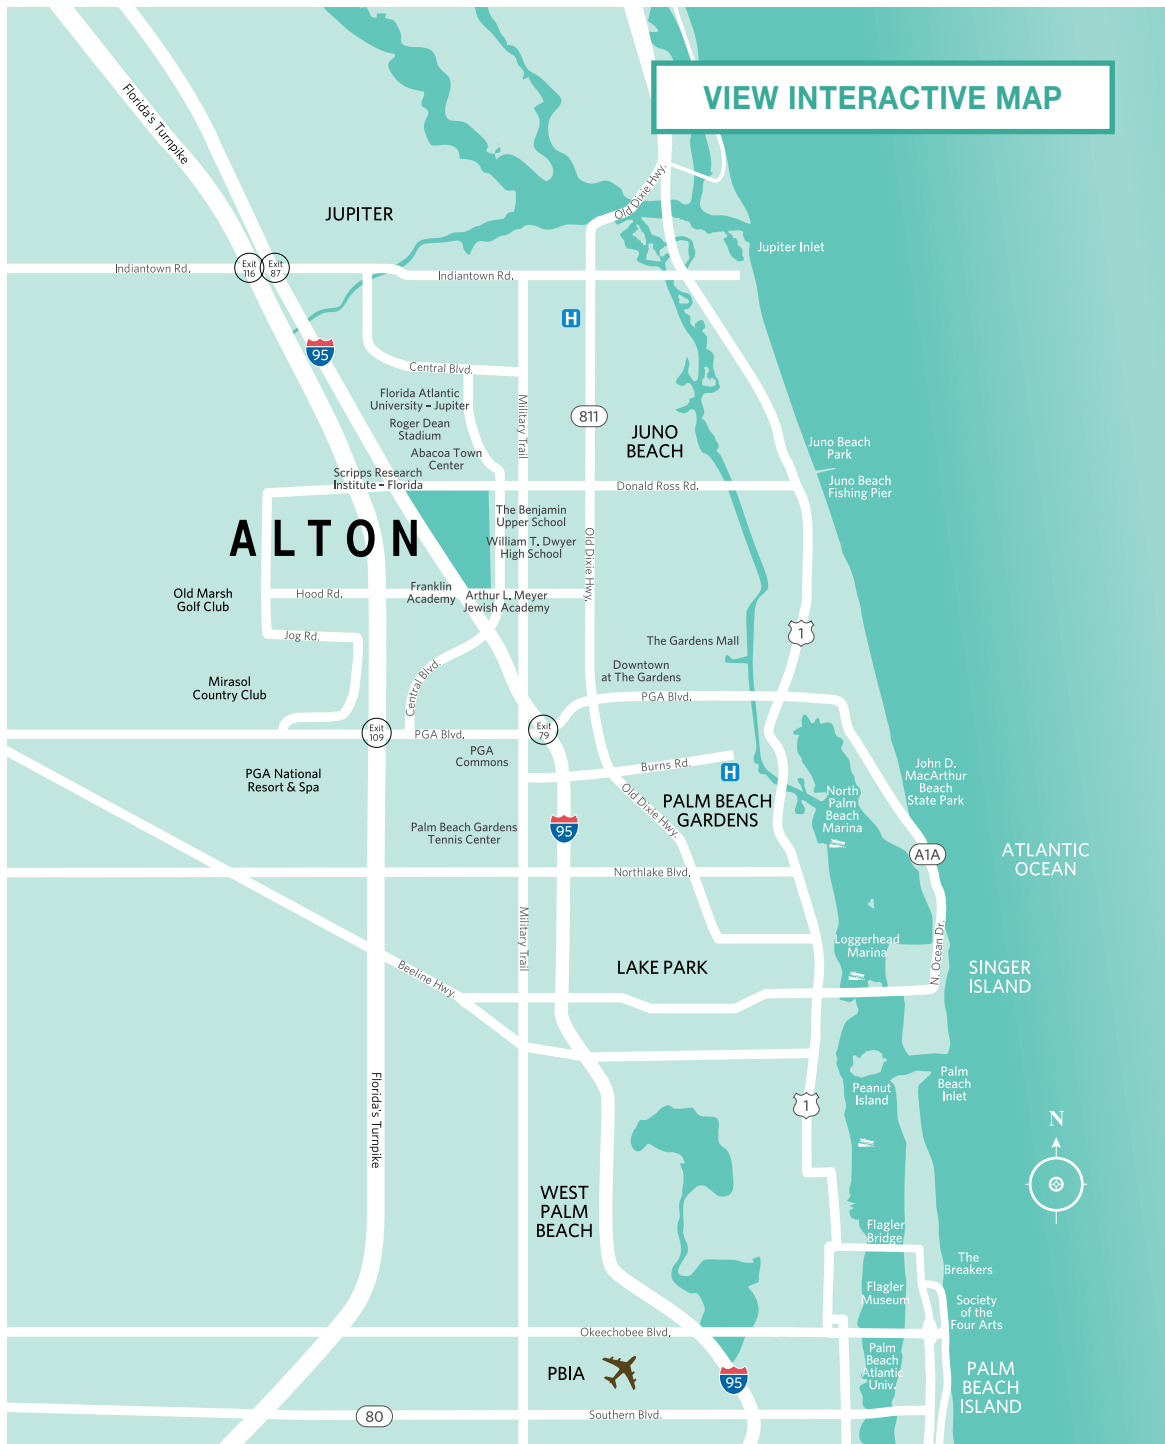 VIEW INTERACTIVE MAP
Florida's Turnpike
Old Dixie Hwy.
JUPITER
Jupiter Inlet
Indiantown Rd.
Exit
116
Exit
87
Indiantown Rd.
H
95
Central Blvd.
Florida Atlantic
University – Jupiter
Military Trail
811
Roger Dean
Stadium
JUNO
BEACH
Juno Beach
Park
Abacoa Town
Center
Scripps Research
Institute – Florida
Donald Ross Rd.
Juno Beach
Fishing Pier
The Benjamin
Upper School
ALTON
William T. Dwyer
High School
Old Dixie Hwy.
Old Marsh
Golf Club
Hood Rd.
Franklin
Academy
Arthur L. Meyer
Jewish Academy
Jog Rd.
1
The Gardens Mall
Downtown
at The Gardens
Central Blvd.
Mirasol
Country Club
PGA Blvd.
Exit
109
PGA Blvd.
Exit
79
PGA
Commons
Burns Rd.
H
PGA National
Resort & Spa
John D.
MacArthur
Beach
State Park
Old Dixie Hwy.
PALM BEACH
GARDENS
North
Palm
Beach
Marina
Palm Beach Gardens
Tennis Center
95
A1A
ATLANTIC
OCEAN
Northlake Blvd.
Military Trail
Loggerhead
Marina
N. Ocean Dr.
Beeline Hwy.
LAKE PARK
SINGER
ISLAND
Florida's Turnpike
Peanut
Island
Palm
Beach
Inlet
1
N
WEST
PALM
BEACH
Flagler
Bridge
The
Breakers
Flagler
Museum
Society
of the
Four Arts
Okeechobee Blvd.
PBIA
95
Palm
Beach
Atlantic
Univ.
PALM
BEACH
ISLAND
80
Southern Blvd.